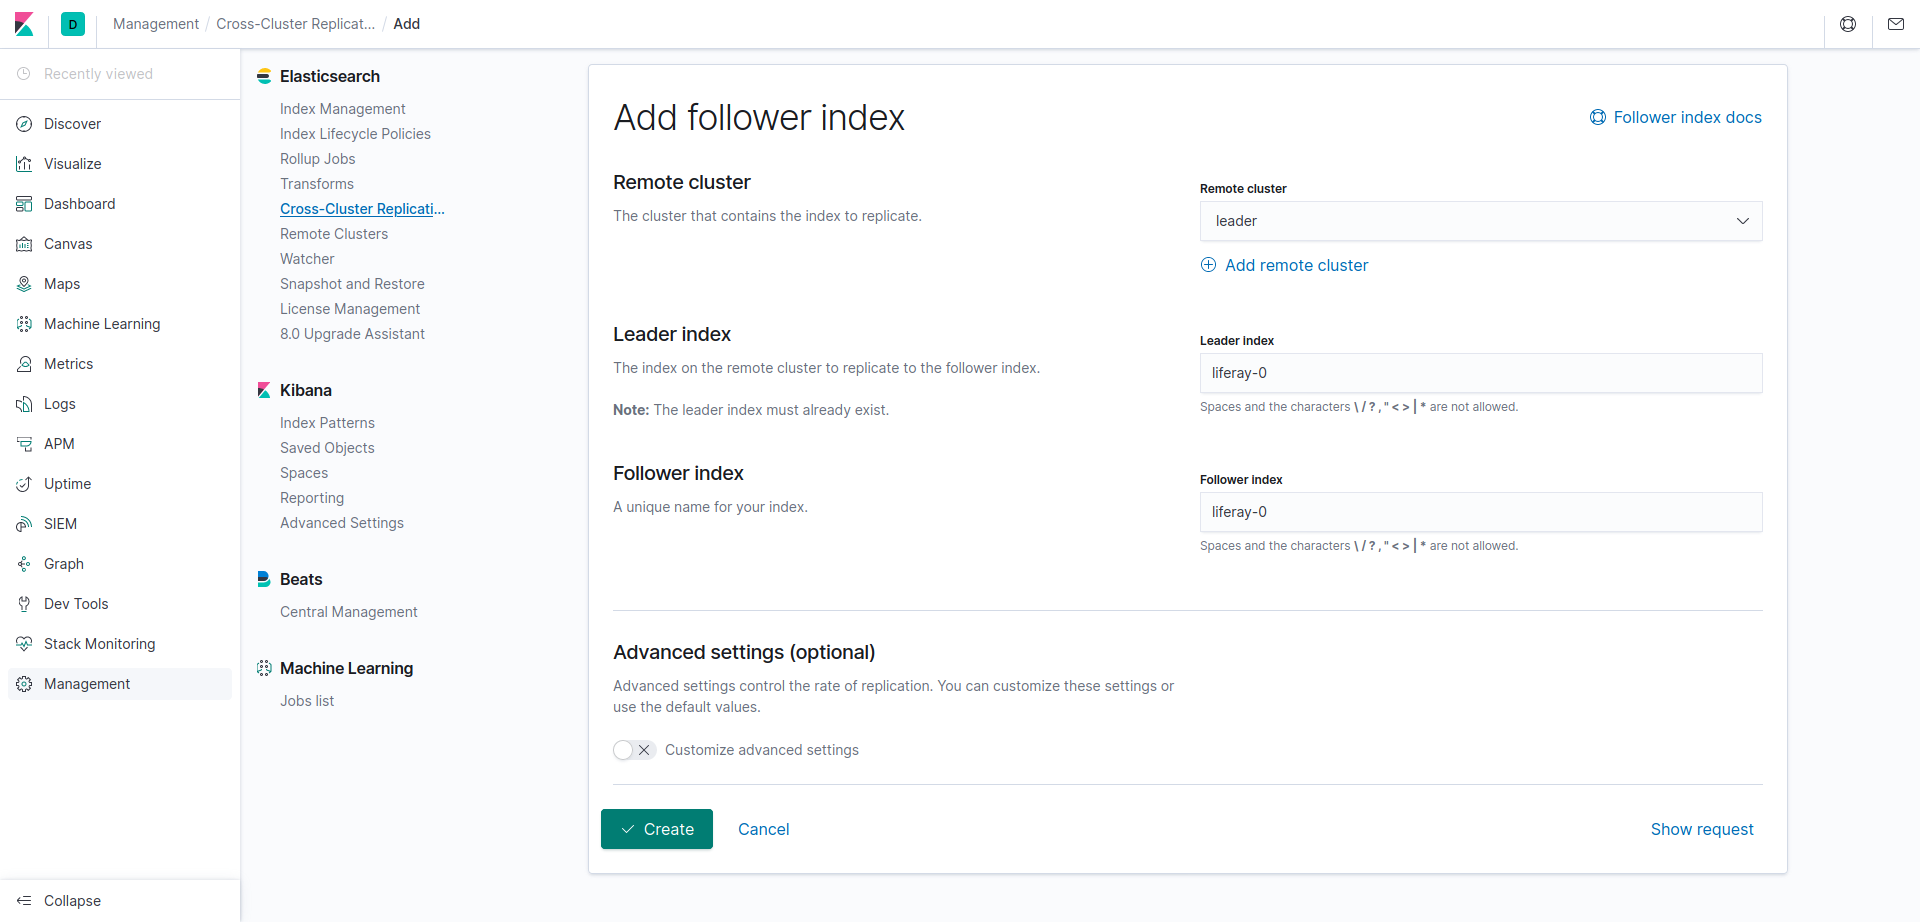 D
Management / Cross-Cluster Replicat... / Add
Recently viewed
Discover
Visualize
Dashboard
Canvas
Maps
Machine Learning
Metrics
Logs
APM
Uptime
SIEM
Graph
Dev Tools
Stack Monitoring
Management
Collapse
Elasticsearch
Index Management
Index Lifecycle Policies
Rollup Jobs
Transforms
Cross-Cluster Replicati...
Remote Clusters
Watcher
Snapshot and Restore
License Management
8.0 Upgrade Assistant
Kibana
Index Patterns
Saved Objects
Spaces
Reporting
Advanced Settings
Beats
Central Management
Machine Learning
Jobs list
Add follower index
Follower index docs
Remote cluster
The cluster that contains the index to replicate.
Remote cluster
leader
Add remote cluster
Leader index
The index on the remote cluster to replicate to the follower index.
Note: The leader index must already exist.
Leader index
liferay-0
Spaces and the characters \ / ? , " < > | * are not allowed.
Follower index
A unique name for your index.
Follower index
liferay-0
Spaces and the characters \ / ? , " < > | * are not allowed.
Advanced settings (optional)
Advanced settings control the rate of replication. You can customize these settings or
use the default values.
Customize advanced settings
Create
Cancel
Show request